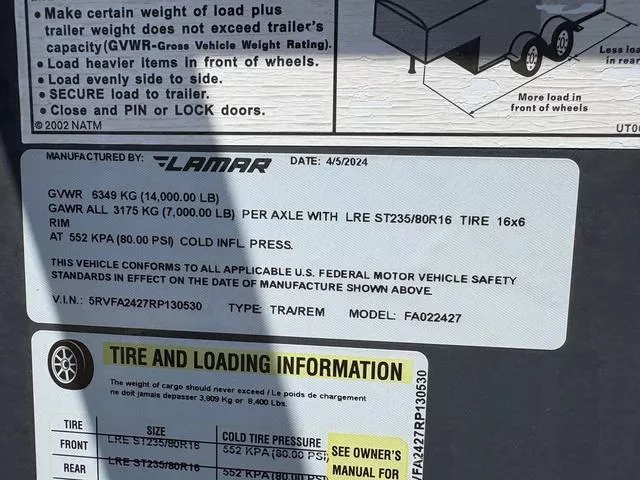 • Make certain weight of load plus
trailer weight does not exceed trailer's
capacity (GVWR-Gross Vehicle Weight Rating).
• Load heavier items in front of wheels.
• Load evenly side to side.
• SECURE load to trailer.
• Close and PIN or LOCK doors.
© 2002 NATM
Less loa
in rear
More load in
front of wheels
UT00
MANUFACTURED BY: LAMAR DATE: 4/5/2024
GVWR 6349 KG (14,000.00 LB)
GAWR ALL 3175 KG (7,000.00 LB) PER AXLE WITH LRE ST235/80R16 TIRE 16x6
RIM
AT 552 KPA (80.00 PSI) COLD INFL PRESS.
THIS VEHICLE CONFORMS TO ALL APPLICABLE U.S. FEDERAL MOTOR VEHICLE SAFETY
STANDARDS IN EFFECT ON THE DATE OF MANUFACTURE SHOWN ABOVE.
V.I.N.: 5RVFA2427RP130530 TYPE: TRA/REM MODEL: FA022427
TIRE AND LOADING INFORMATION
The weight of cargo should never exceed / Le poids de chargement
ne doit jamais depasser 3,809 Kg or 8,400 Lbs.
TIRE SIZE COLD TIRE PRESSURE
FRONT LRE ST235/80R16 552 KPA (80.00 PSI)
REAR LRE ST235/80R16 552 KPA (80.00 PSI)
SEE OWNER'S
MANUAL FOR
VFA2427RP130530